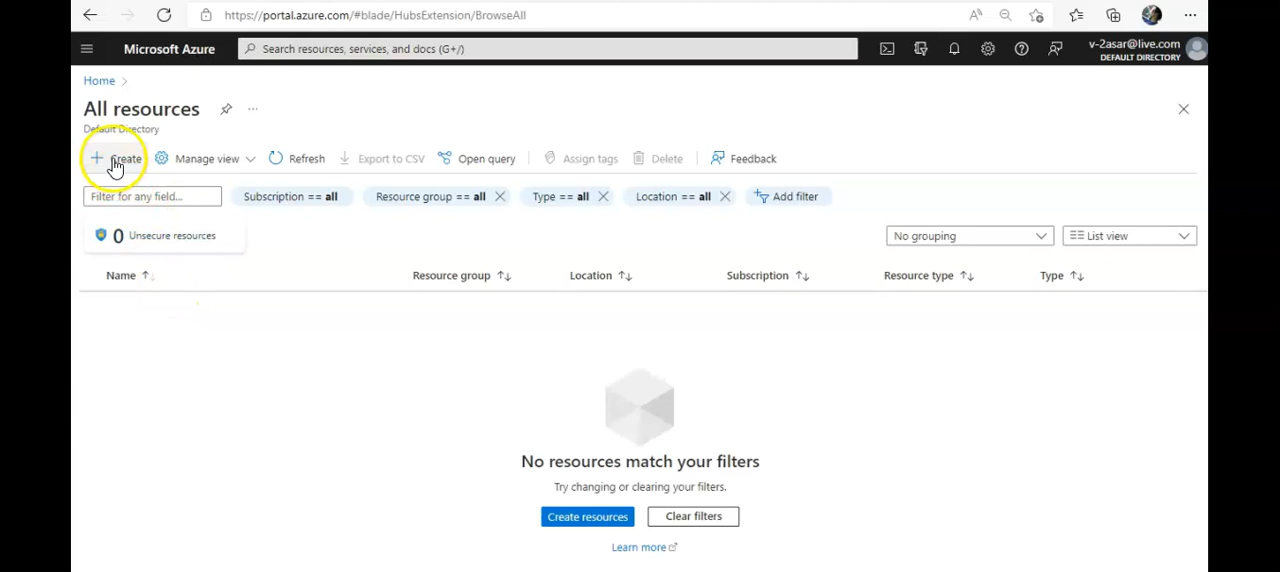 https://portal.azure.com/#blade/HubsExtension/BrowseAll
Microsoft Azure
Search resources, services, and docs (G+/)
v-2asar@live.com
DEFAULT DIRECTORY
Home
All resources
Default Directory
Create Manage view Refresh Export to CSV Open query Assign tags Delete Feedback
Filter for any field... Subscription == all Resource group == all Type == all Location == all Add filter
0 Unsecure resources No grouping List view
Name Resource group Location Subscription Resource type Type
No resources match your filters
Try changing or clearing your filters.
Create resources Clear filters
Learn more